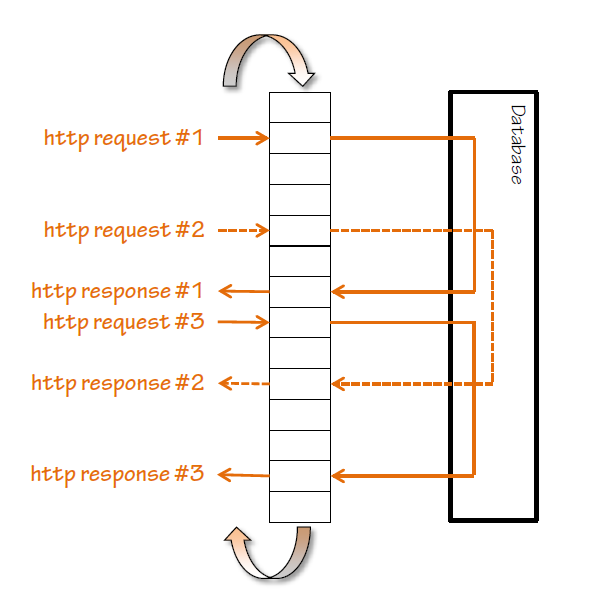 Database
http request #1
http request #2
http response #1
http request #3
http response #2
http response #3